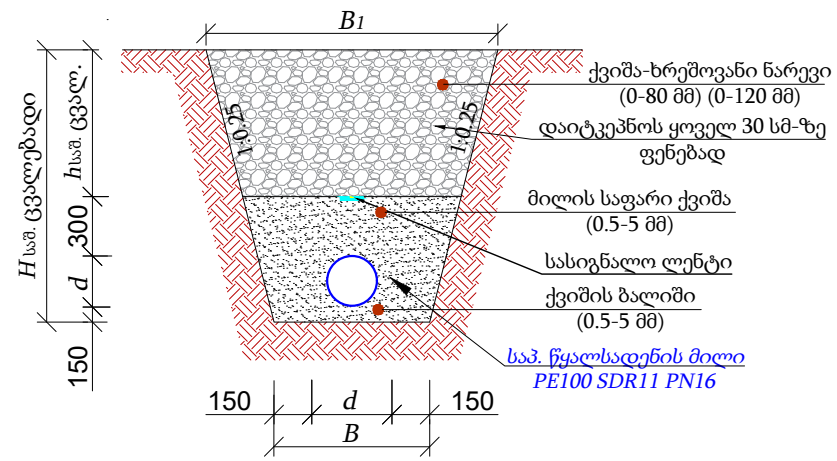 B1
ქვიშა-ხრეშოვანი ნარევი
(0-80 მმ) (0-120 მმ)
1:0.25
1:0.25
დაიტკეპნოს ყოველ 30 სმ-ზე
ფენებად
H საშ. ცვალებადი
h საშ. ცვალ.
300
d
150
მილის საფარი ქვიშა
(0.5-5 მმ)
სასიგნალო ლენტი
ქვიშის ბალიში
(0.5-5 მმ)
საპ. წყალსადენის მილი
PE100 SDR11 PN16
150 d 150
B